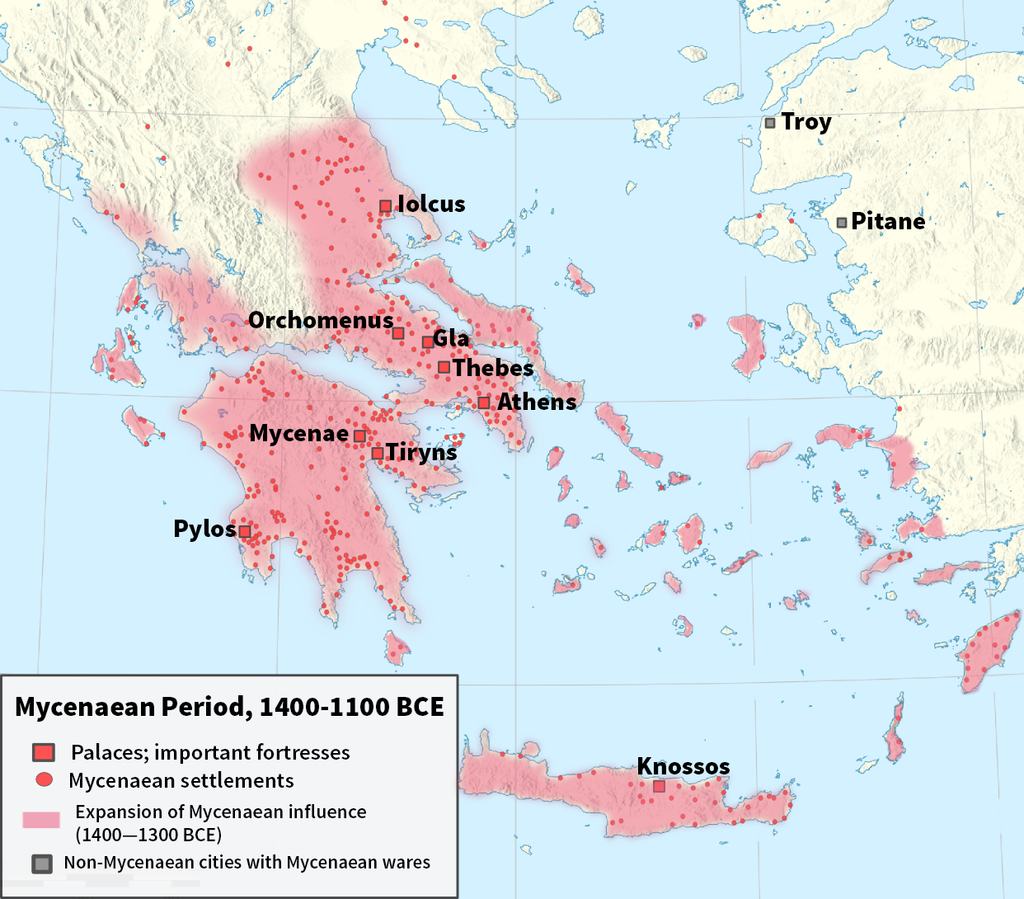 Troy
Iolcus
Pitane
Orchomenus
Gla
Thebes
Athens
Mycenae
Tiryns
Pylos
Knossos
Mycenaean Period, 1400-1100 BCE
Palaces; important fortresses
Mycenaean settlements
Expansion of Mycenaean influence
(1400—1300 BCE)
Non-Mycenaean cities with Mycenaean wares